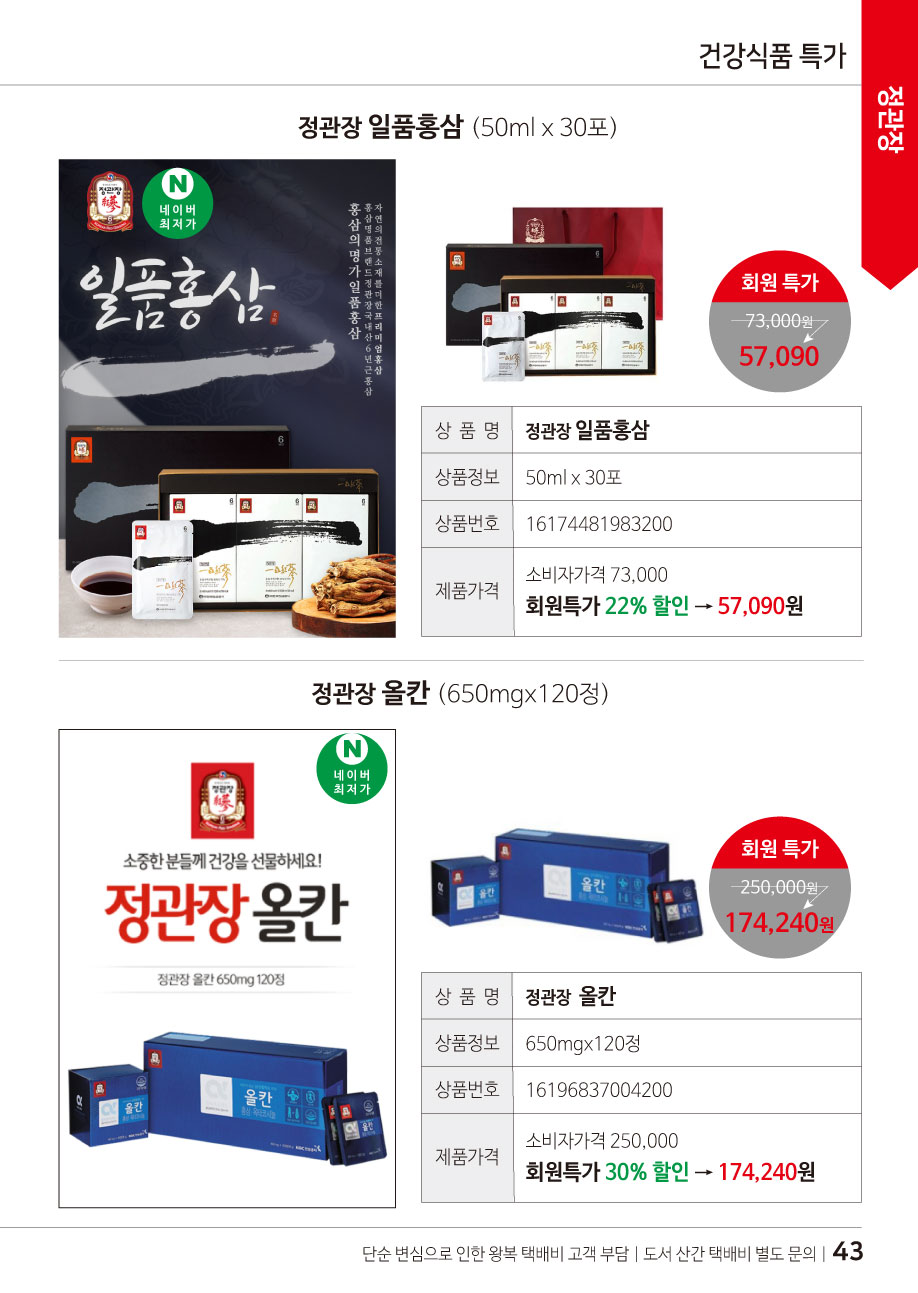 건강식품 특가
정관장
정관장 일품홍삼 (50ml x 30포)
정관장
N
네이버
최저가
일품홍삼
자연의 전통 소재를 더한 프리미엄 홍삼
홍삼 명품 브랜드 정관장 국내산 6년근 홍삼
홍삼의 명가 일품홍삼
회원 특가
73,000원
57,090
상 품 명 정관장 일품홍삼
상품정보 50ml x 30포
상품번호 16174481983200
제품가격 소비자가격 73,000
회원특가 22% 할인 → 57,090원
정관장 올칸 (650mgx120정)
N
네이버
최저가
정관장
소중한 분들께 건강을 선물하세요!
정관장 올칸
정관장 올칸 650mg 120정
올칸
올칸
올칸
올칸
회원 특가
250,000원
174,240원
상 품 명 정관장 올칸
상품정보 650mgx120정
상품번호 16196837004200
제품가격 소비자가격 250,000
회원특가 30% 할인 → 174,240원
단순 변심으로 인한 왕복 택배비 고객 부담 | 도서 산간 택배비 별도 문의 | 43